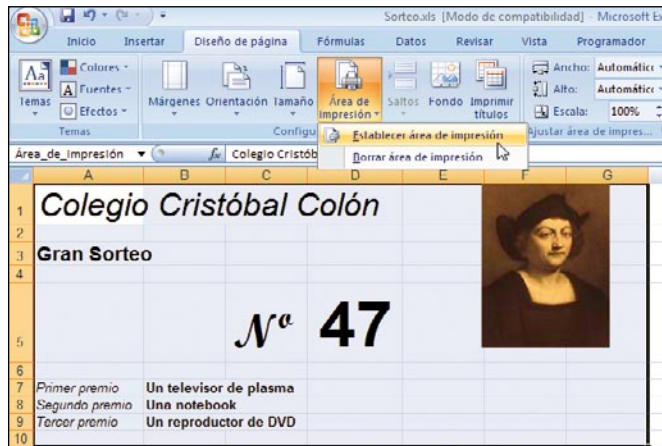 Sorteo.xls [Modo de compatibilidad] - Microsoft E
Inicio Insertar Diseño de página Fórmulas Datos Revisar Vista Programador
Colores
Fuentes
Efectos
Temas
Márgenes Orientación Tamaño Área de impresión Saltos Fondo Imprimir títulos
Ancho: Automático
Alto: Automático
Escala: 100%
Temas Configu Ajustar área de impres...
Establecer área de impresión
Borrar área de impresión
Área_de_impresión fx Colegio Cristób
A B C D E F G
1 Colegio Cristóbal Colón
2
3 Gran Sorteo
4
5 Nº 47
6
7 Primer premio Un televisor de plasma
8 Segundo premio Una notebook
9 Tercer premio Un reproductor de DVD
10